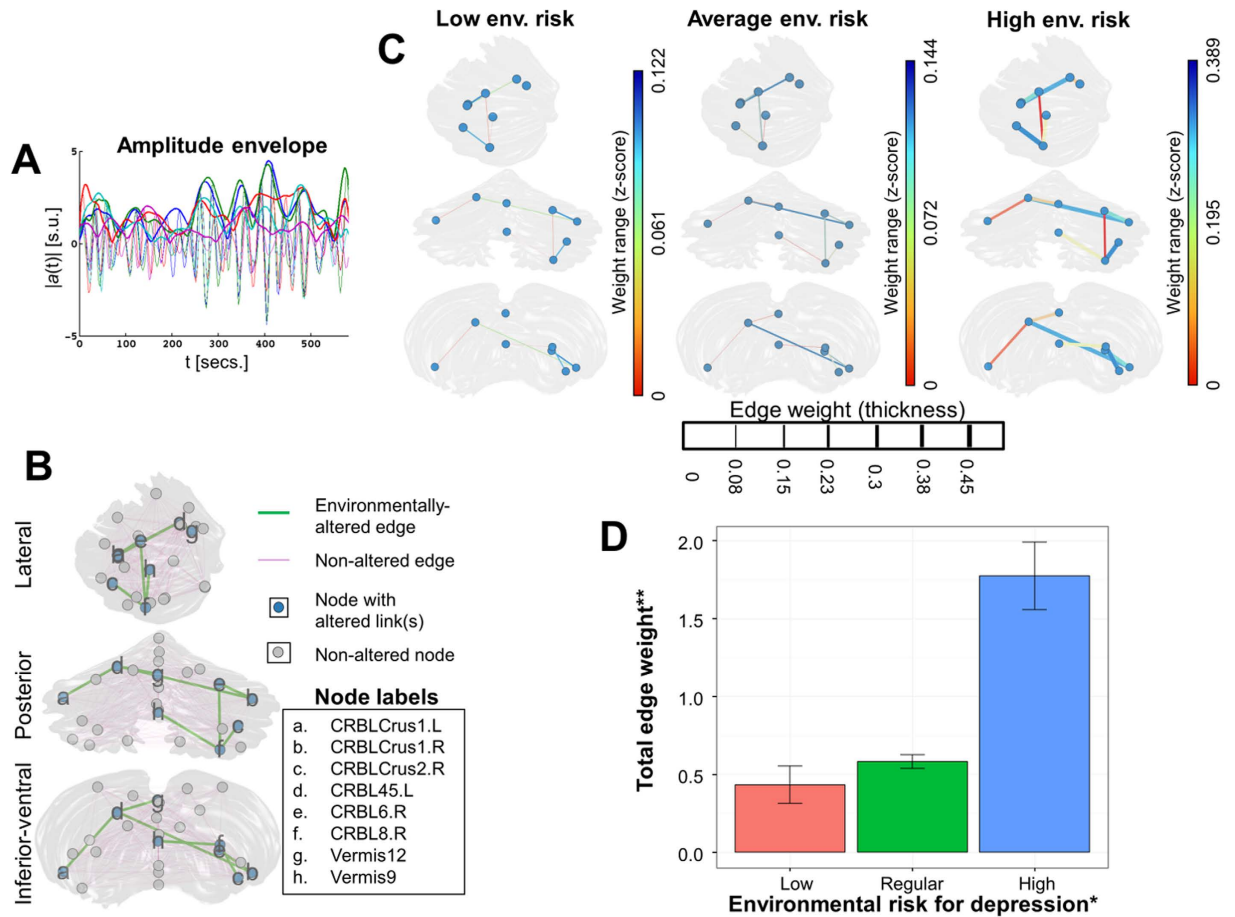 A
Amplitude envelope
|a(t)| [s.u.]
5
0
−5
0 100 200 300 400 500
t [secs.]
B
Lateral
Posterior
Inferior-ventral
Environmentally-
altered edge
Non-altered edge
Node with
altered link(s)
Non-altered node
Node labels
a. CRBLCrus1.L
b. CRBLCrus1.R
c. CRBLCrus2.R
d. CRBL45.L
e. CRBL6.R
f. CRBL8.R
g. Vermis12
h. Vermis9
C
Low env. risk
Weight range (z-score)
0 0.061 0.122
Average env. risk
Weight range (z-score)
0 0.072 0.144
High env. risk
0 0.195 0.389
Edge weight (thickness)
0 0.08 0.15 0.23 0.3 0.38 0.45
D
Total edge weight**
2.0
1.5
1.0
0.5
0.0
Low Regular High
Environmental risk for depression*